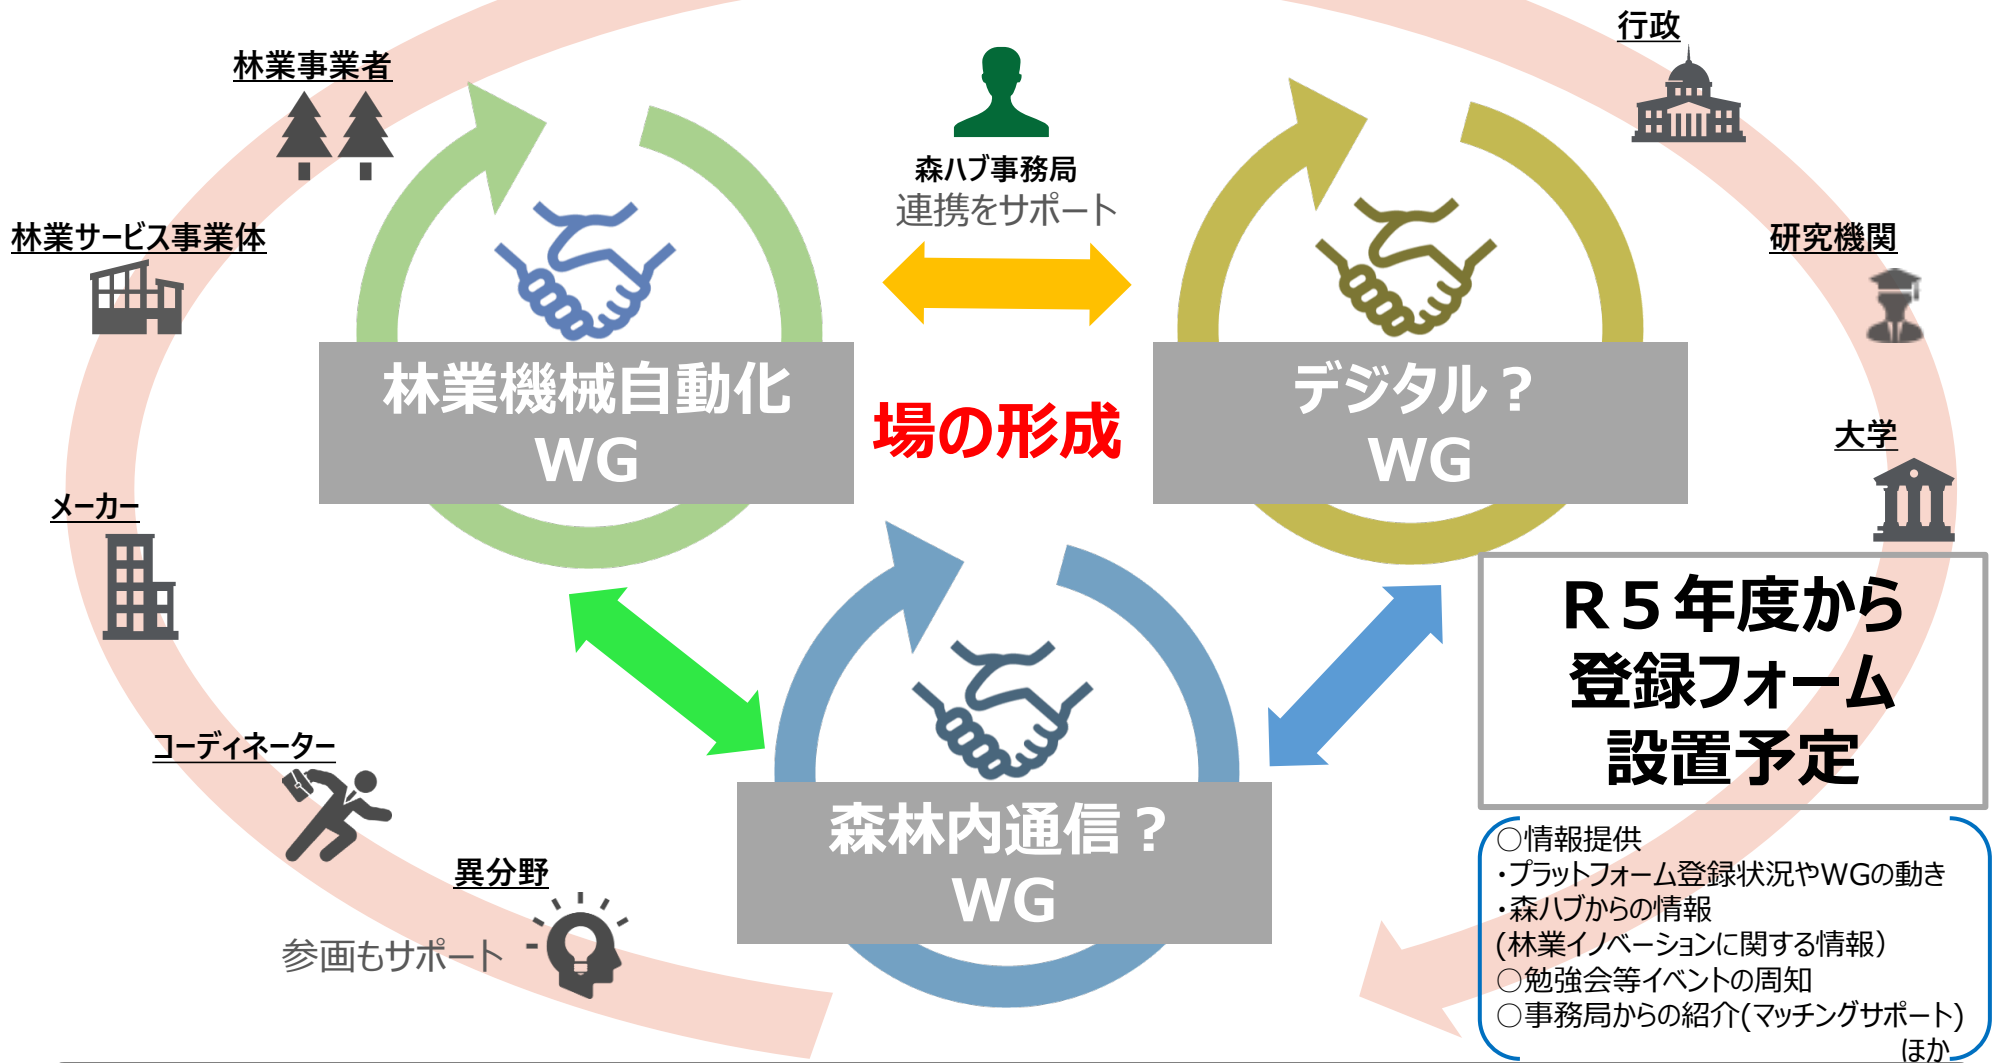 行政
林業事業者
森ハブ事務局
連携をサポート
林業サービス事業体
研究機関
林業機械自動化
WG
場の形成
デジタル？
WG
大学
メーカー
R５年度から
登録フォーム
設置予定
コーディネーター
森林内通信？
WG
異分野
参画もサポート
○情報提供
・プラットフォーム登録状況やWGの動き
・森ハブからの情報
(林業イノベーションに関する情報）
○勉強会等イベントの周知
○事務局からの紹介(マッチングサポート)
ほか